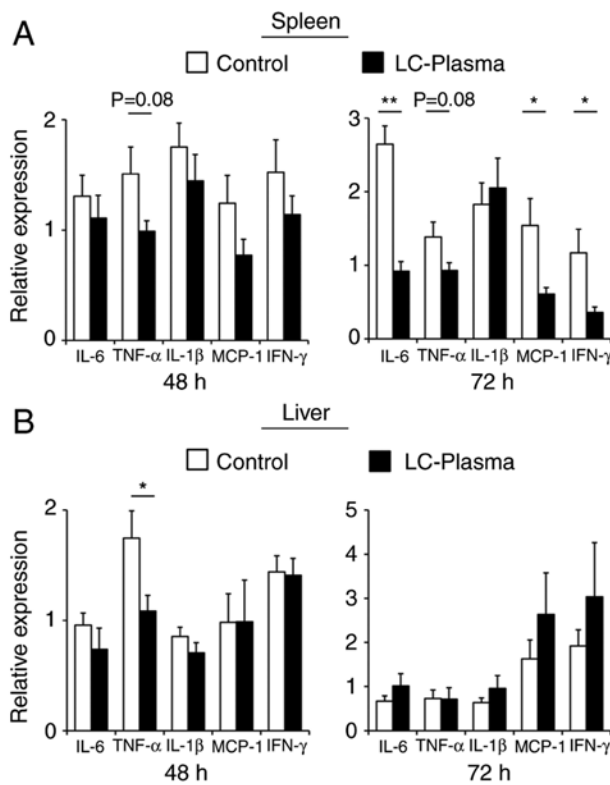 A
Spleen
Control
LC-Plasma
P=0.08
** P=0.08 * *
Relative expression
2
1
0
3
2
1
0
IL-6 TNF-α IL-1β MCP-1 IFN-γ
IL-6 TNF-α IL-1β MCP-1 IFN-γ
48 h
72 h
B
Liver
Control
LC-Plasma
*
Relative expression
2
1
0
5
4
3
2
1
0
IL-6 TNF-α IL-1β MCP-1 IFN-γ
IL-6 TNF-α IL-1β MCP-1 IFN-γ
48 h
72 h